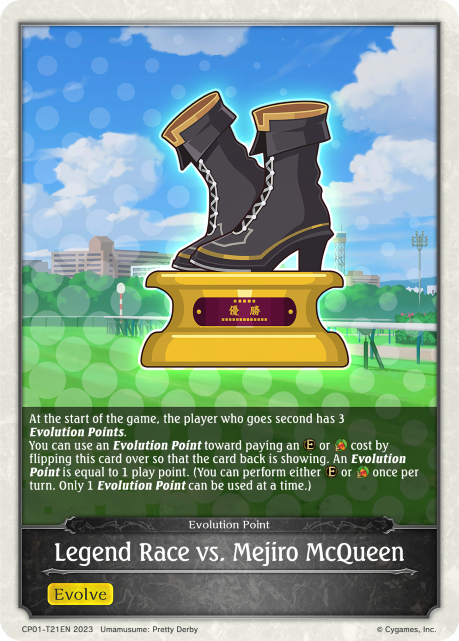 優勝
At the start of the game, the player who goes second has 3
Evolution Points.
You can use an Evolution Point toward paying an E or cost by
flipping this card over so that the card back is showing. An Evolution
Point is equal to 1 play point. (You can perform either E or once per
turn. Only 1 Evolution Point can be used at a time.)
Evolution Point
Legend Race vs. Mejiro McQueen
Evolve
CP01-T21EN 2023 Umamusume: Pretty Derby © Cygames, Inc.